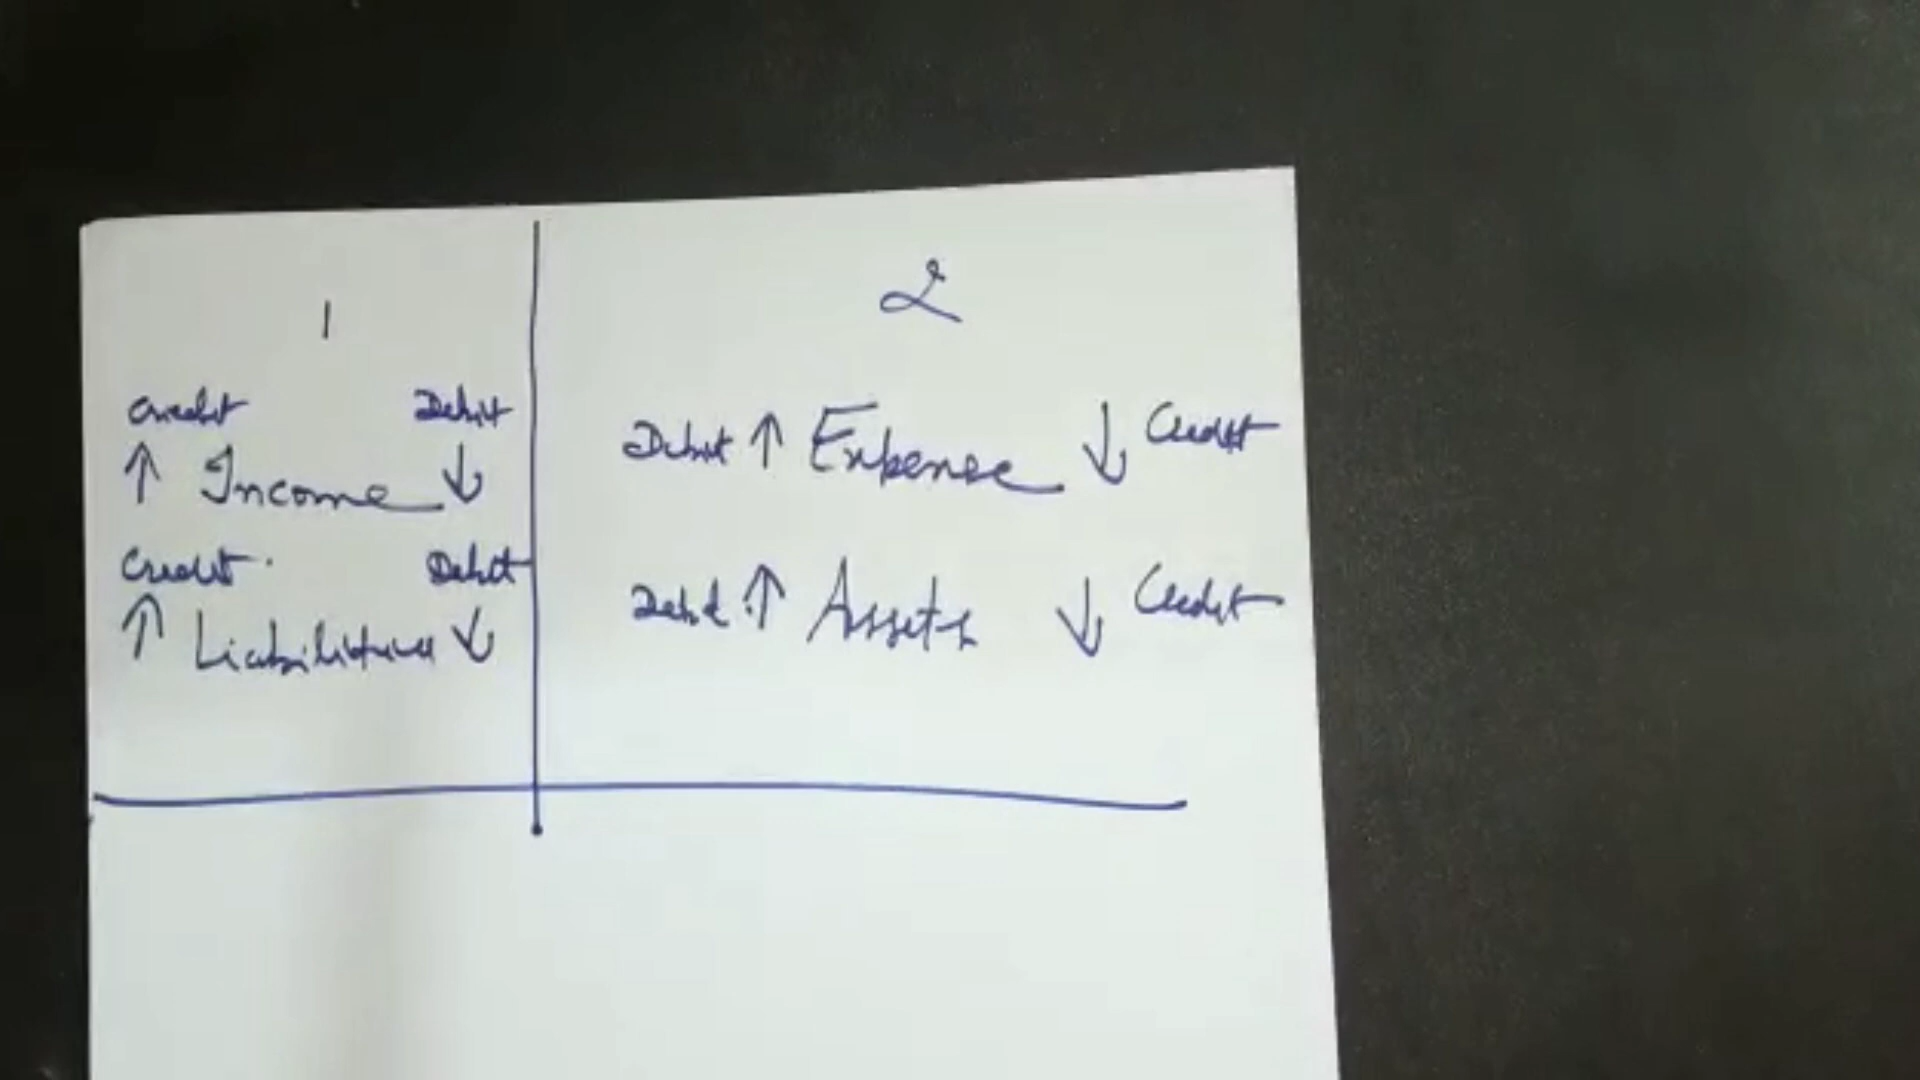 1
Credit Debit
↑ Income ↓
Credit Debit
↑ Liabilities ↓
2
Debit ↑ Expense ↓ Credit
Debit ↑ Assets ↓ Credit